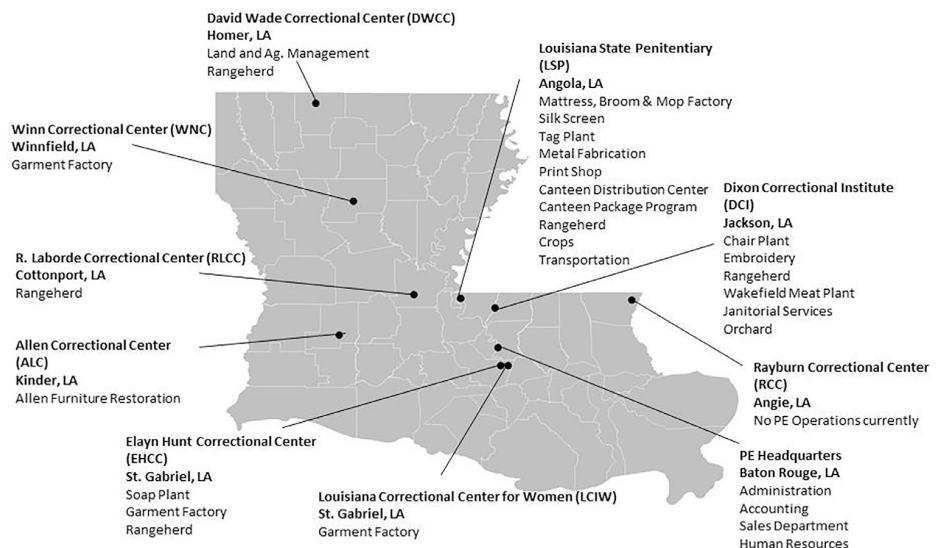 David Wade Correctional Center (DWCC)
Homer, LA
Land and Ag. Management
Rangeherd
Louisiana State Penitentiary
(LSP)
Angola, LA
Mattress, Broom & Mop Factory
Silk Screen
Tag Plant
Metal Fabrication
Print Shop
Canteen Distribution Center
Canteen Package Program
Rangeherd
Crops
Transportation
Winn Correctional Center (WNC)
Winnfield, LA
Garment Factory
Dixon Correctional Institute
(DCI)
Jackson, LA
Chair Plant
Embroidery
Rangeherd
Wakefield Meat Plant
Janitorial Services
Orchard
R. Laborde Correctional Center (RLCC)
Cottonport, LA
Rangeherd
Allen Correctional Center
(ALC)
Kinder, LA
Allen Furniture Restoration
Rayburn Correctional Center
(RCC)
Angie, LA
No PE Operations currently
Elayn Hunt Correctional Center
(EHCC)
St. Gabriel, LA
Soap Plant
Garment Factory
Rangeherd
Louisiana Correctional Center for Women (LCIW)
St. Gabriel, LA
Garment Factory
PE Headquarters
Baton Rouge, LA
Administration
Accounting
Sales Department
Human Resources